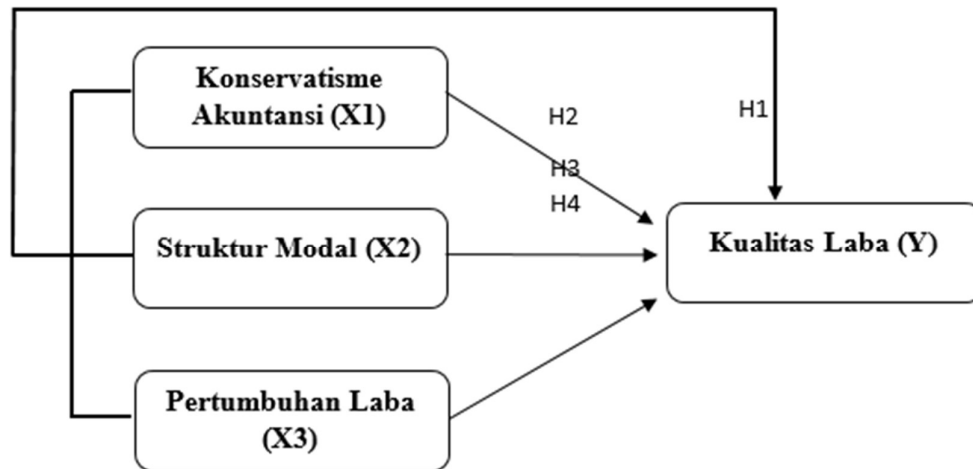 Konservatisme
Akuntansi (X1)
H2
H1
H3
H4
Struktur Modal (X2)
Kualitas Laba (Y)
Pertumbuhan Laba
(X3)